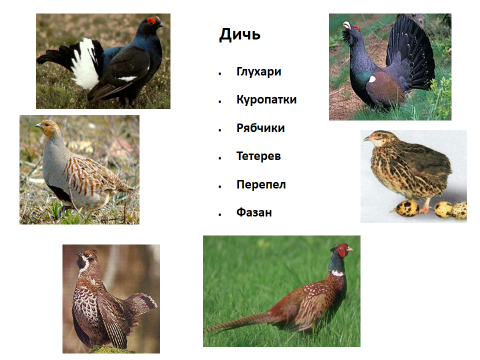 Дичь
• Глухари
• Куропатки
• Рябчики
• Тетерев
• Перепел
• Фазан